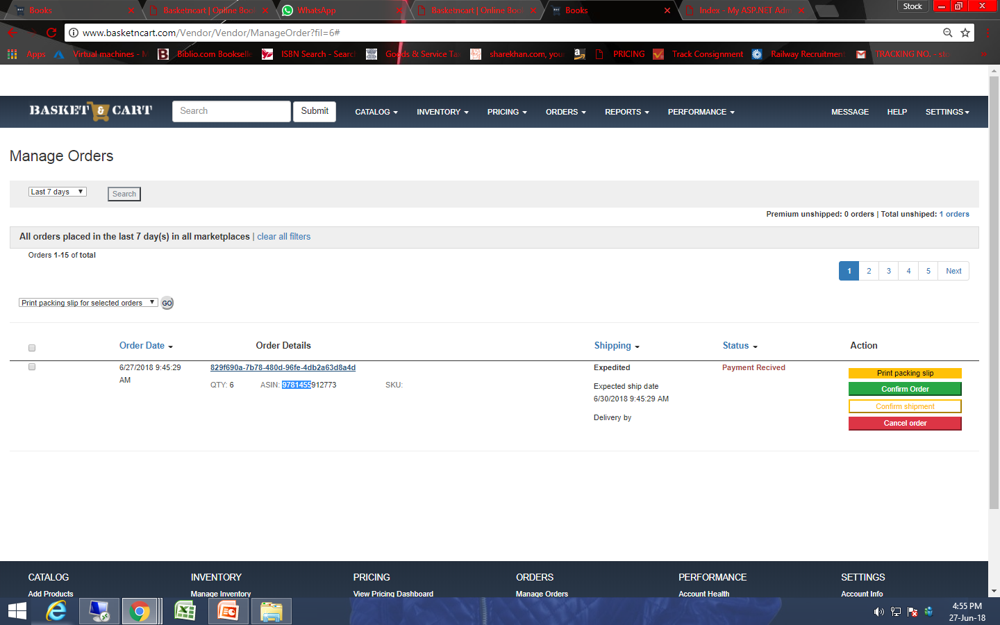 Books
Basketncart | Online Boo
WhatsApp
Basketncart | Online Boo
Books
Index - My ASP.NET Adm
Stock
www.basketncart.com/Vendor/Vendor/ManageOrder?fil=6#
Apps
Virtual machines - M
Biblio.com Bookselle
ISBN Search - Search
Goods & Service Tax
sharekhan.com, your
PRICING
Track Consignment
Railway Recruitment
TRACKING NO. - sto
BASKET & CART
Search
Submit
CATALOG
INVENTORY
PRICING
ORDERS
REPORTS
PERFORMANCE
MESSAGE
HELP
SETTINGS
Manage Orders
Last 7 days
Search
Premium unshipped: 0 orders | Total unshiped: 1 orders
All orders placed in the last 7 day(s) in all marketplaces | clear all filters
Orders 1-15 of total
1 2 3 4 5 Next
Print packing slip for selected orders
GO
Order Date
Order Details
Shipping
Status
Action
6/27/2018 9:45:29
AM
829f690a-7b78-480d-96fe-4db2a63d8a4d
QTY: 6 ASIN: 9781455912773 SKU:
Expedited
Expected ship date
6/30/2018 9:45:29 AM
Delivery by
Payment Recived
Print packing slip
Confirm Order
Confirm shipment
Cancel order
CATALOG
INVENTORY
PRICING
ORDERS
PERFORMANCE
SETTINGS
Add Products
Manage Inventory
View Pricing Dashboard
Manage Orders
Account Health
Account Info
4:55 PM
27-Jun-18